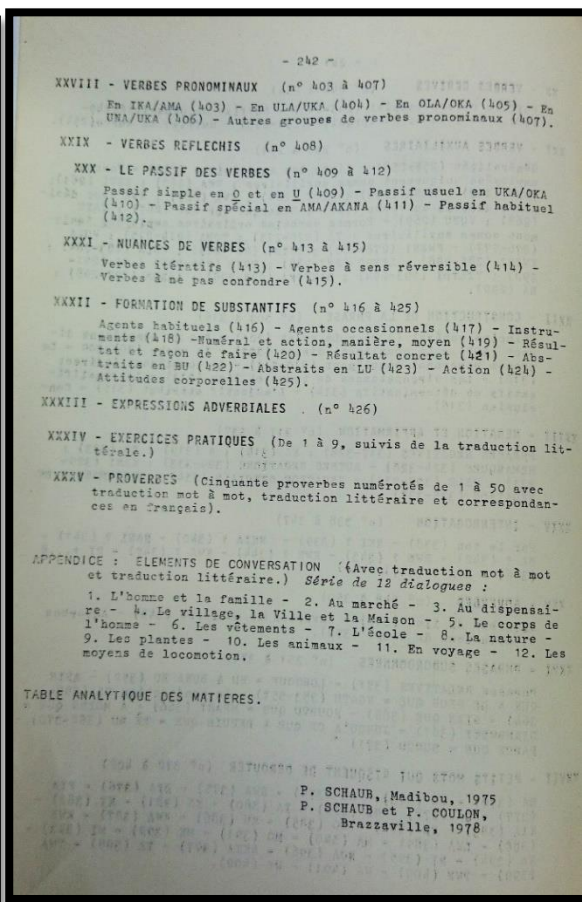 - 242 -
XXVIII - VERBES PRONOMINAUX (n° 403 à 407)
En IKA/AMA (403) - En ULA/UKA (404) - En OLA/OKA (405) - En
UNA/UKA (406) - Autres groupes de verbes pronominaux (407).
XXIX - VERBES REFLECHIS (n° 408)
XXX - LE PASSIF DES VERBES (n° 409 à 412)
Passif simple en O et en U (409) - Passif usuel en UKA/OKA
(410) - Passif spécial en AMA/AKANA (411) - Passif habituel
(412).
XXXI - NUANCES DE VERBES (n° 413 à 415)
Verbes itératifs (413) - Verbes à sens réversible (414) -
Verbes à ne pas confondre (415).
XXXII - FORMATION DE SUBSTANTIFS (n° 416 à 425)
Agents habituels (416) - Agents occasionnels (417) - Instru-
ments (418) -Numéral et action, manière, moyen (419) - Résul-
tat et façon de faire (420) - Résultat concret (421) - Abs-
traits en BU (422) - Abstraits en LU (423) - Action (424) -
Attitudes corporelles (425).
XXXIII - EXPRESSIONS ADVERBIALES . (n° 426)
XXXIV - EXERCICES PRATIQUES (De 1 à 9, suivis de la traduction lit-
térale.)
XXXV - PROVERBES (Cinquante proverbes numérotés de 1 à 50 avec
traduction mot à mot, traduction littéraire et correspondan-
ces en français).
APPENDICE : ELEMENTS DE CONVERSATION (Avec traduction mot à mot
et traduction littéraire.) Série de 12 dialogues :
1. L'homme et la famille - 2. Au marché - 3. Au dispensai-
re - 4. Le village, la Ville et la Maison - 5. Le corps de
l'homme - 6. Les vêtements - 7. L'école - 8. La nature -
9. Les plantes - 10. Les animaux - 11. En voyage - 12. Les
moyens de locomotion.
TABLE ANALYTIQUE DES MATIERES.
P. SCHAUB, Madibou, 1975
P. SCHAUB et P. COULON,
Brazzaville, 1978